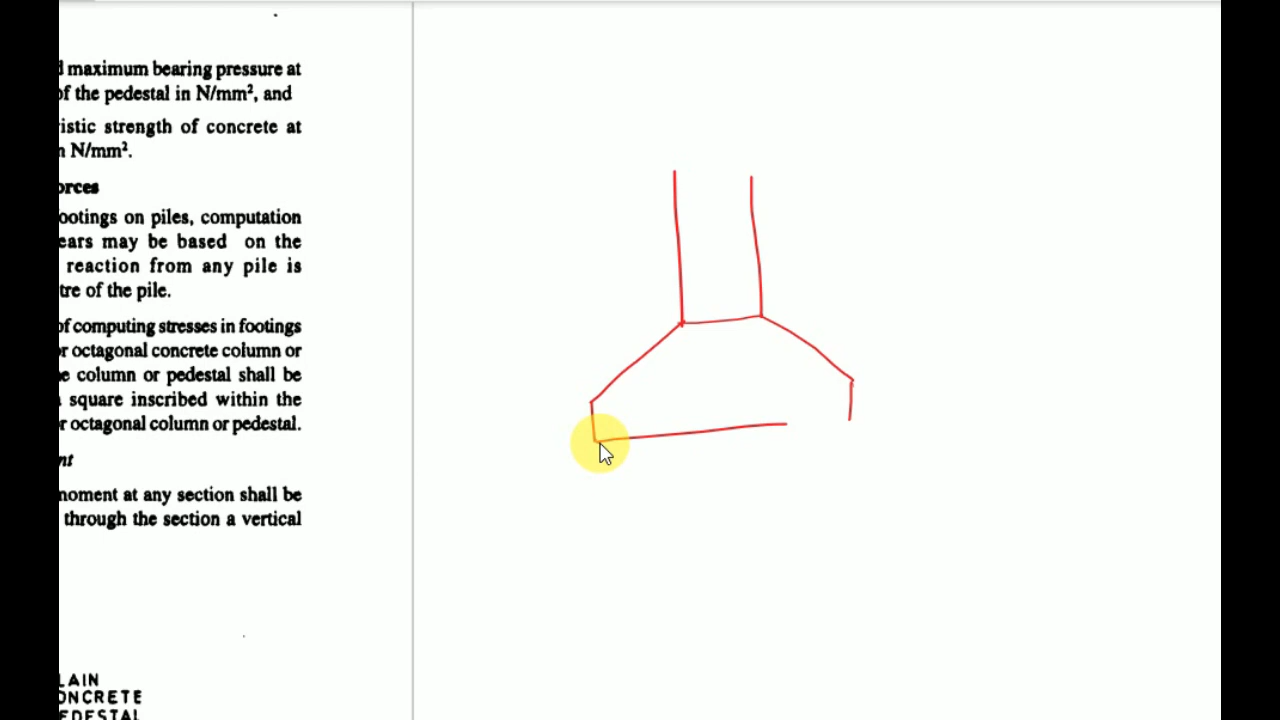 maximum bearing pressure at
of the pedestal in N/mm², and
ristic strength of concrete at
N/mm².
orces
ootings on piles, computation
ears may be based on the
reaction from any pile is
tre of the pile.
of computing stresses in footings
or octagonal concrete column or
column or pedestal shall be
square inscribed within the
or octagonal column or pedestal.
nt
moment at any section shall be
through the section a vertical
LAIN
ONCRETE
EDESTAL